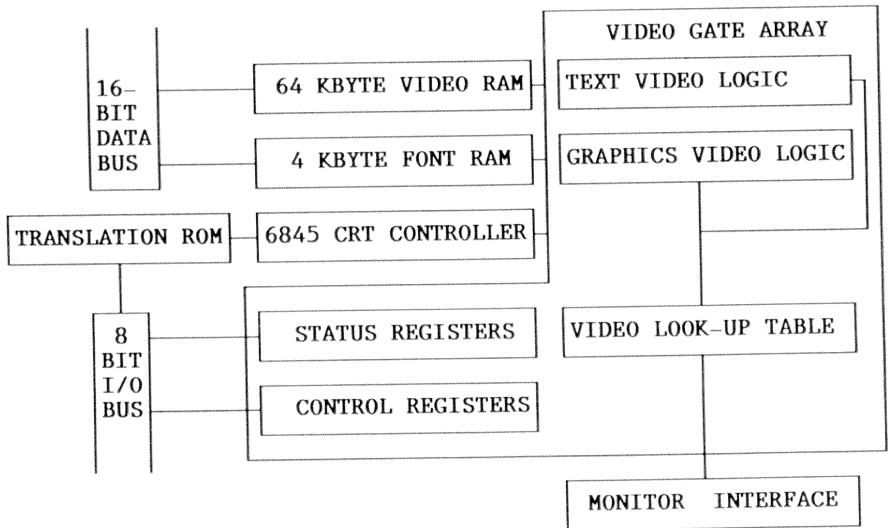 VIDEO GATE ARRAY
16-
BIT
DATA
BUS
64 KBYTE VIDEO RAM
TEXT VIDEO LOGIC
4 KBYTE FONT RAM
GRAPHICS VIDEO LOGIC
TRANSLATION ROM
6845 CRT CONTROLLER
8
BIT
I/O
BUS
STATUS REGISTERS
VIDEO LOOK-UP TABLE
CONTROL REGISTERS
MONITOR INTERFACE